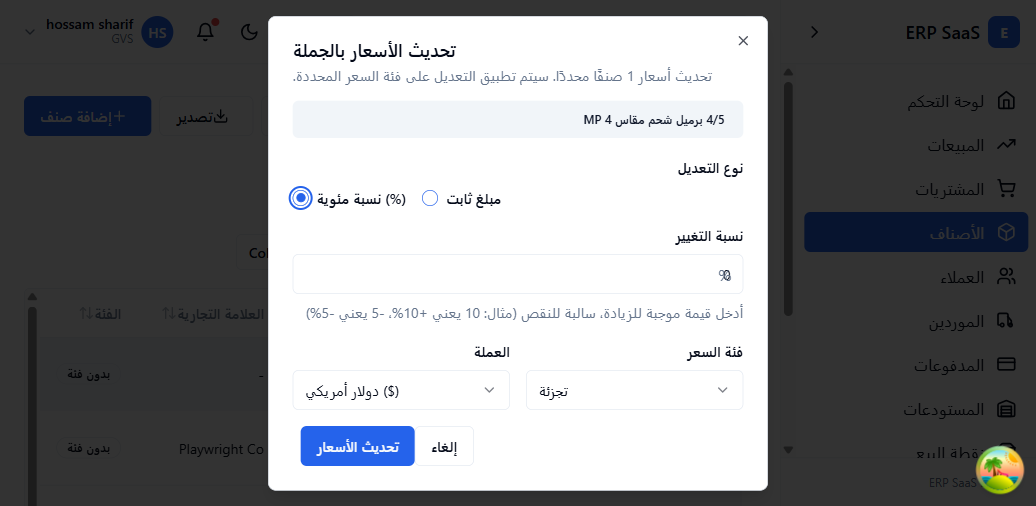 ERP SaaS
E
hossam sharif
GVS
HS
لوحة التحكم
المبيعات
المشتريات
الأصناف
العملاء
الموردين
المدفوعات
المستودعات
نقطة البيع
ERP SaaS
تصدير
إضافة صنف
Col
العلامة التجارية
الفئة
-
بدون فئة
Playwright Co
بدون فئة
تحديث الأسعار بالجملة
تحديث أسعار 1 صنفًا محددًا. سيتم تطبيق التعديل على فئة السعر المحددة.
4/5 برميل شحم مقاس MP 4
نوع التعديل
نسبة مئوية (%)
مبلغ ثابت
نسبة التغيير
%
أدخل قيمة موجبة للزيادة، سالبة للنقص (مثال: 10 يعني +10%، -5 يعني -5%)
فئة السعر
العملة
تجزئة
دولار أمريكي ($)
إلغاء
تحديث الأسعار